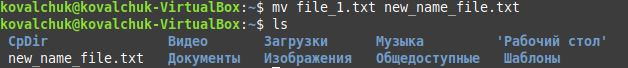 kovalchuk@kovalchuk-VirtualBox:~$ mv file_1.txt new_name_file.txt
kovalchuk@kovalchuk-VirtualBox:~$ ls
CpDir Видео Загрузки Музыка 'Рабочий стол'
new_name_file.txt Документы Изображения Общедоступные Шаблоны